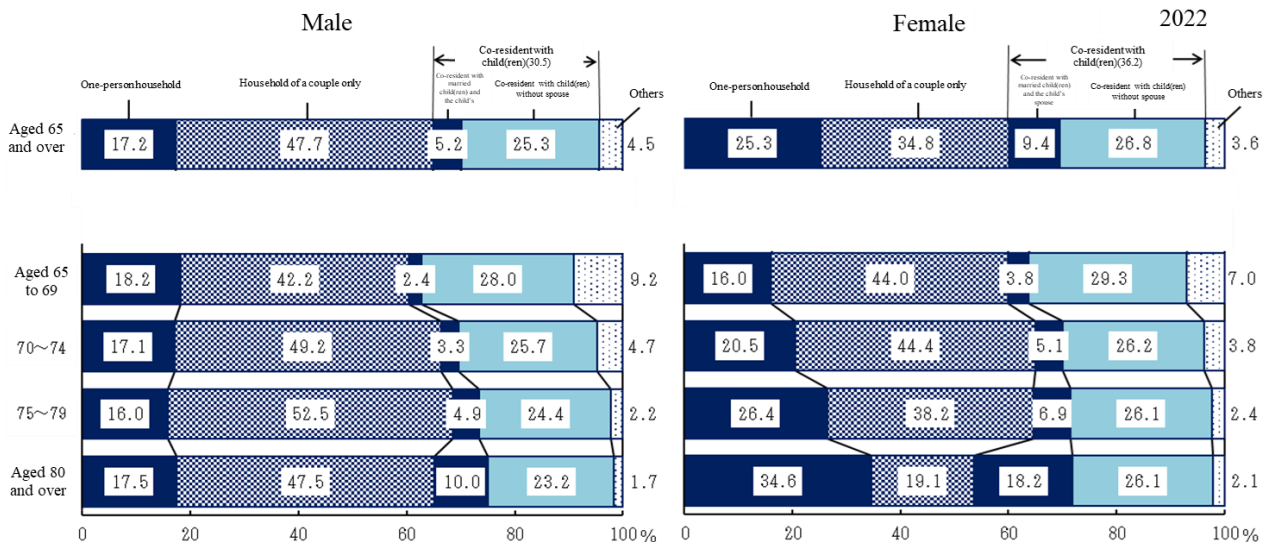 Male
Female
2022
Co-resident with
child(ren)(30.5)
Co-resident with
child(ren)(36.2)
One-person household
Household of a couple only
Co-resident with
married
child(ren) and
the child's
Co-resident with child(ren)
without spouse
Others
One-person household
Household of a couple only
Co-resident with
married child(ren)
and the child's
spouse
Co-resident with child(ren)
without spouse
Others
Aged 65
and over
17.2 47.7 5.2 25.3 4.5
25.3 34.8 9.4 26.8 3.6
Aged 65
to 69
18.2 42.2 2.4 28.0 9.2
16.0 44.0 3.8 29.3 7.0
70～74
17.1 49.2 3.3 25.7 4.7
20.5 44.4 5.1 26.2 3.8
75～79
16.0 52.5 4.9 24.4 2.2
26.4 38.2 6.9 26.1 2.4
Aged 80
and over
17.5 47.5 10.0 23.2 1.7
34.6 19.1 18.2 26.1 2.1
0 20 40 60 80 100 %
0 20 40 60 80 100 %